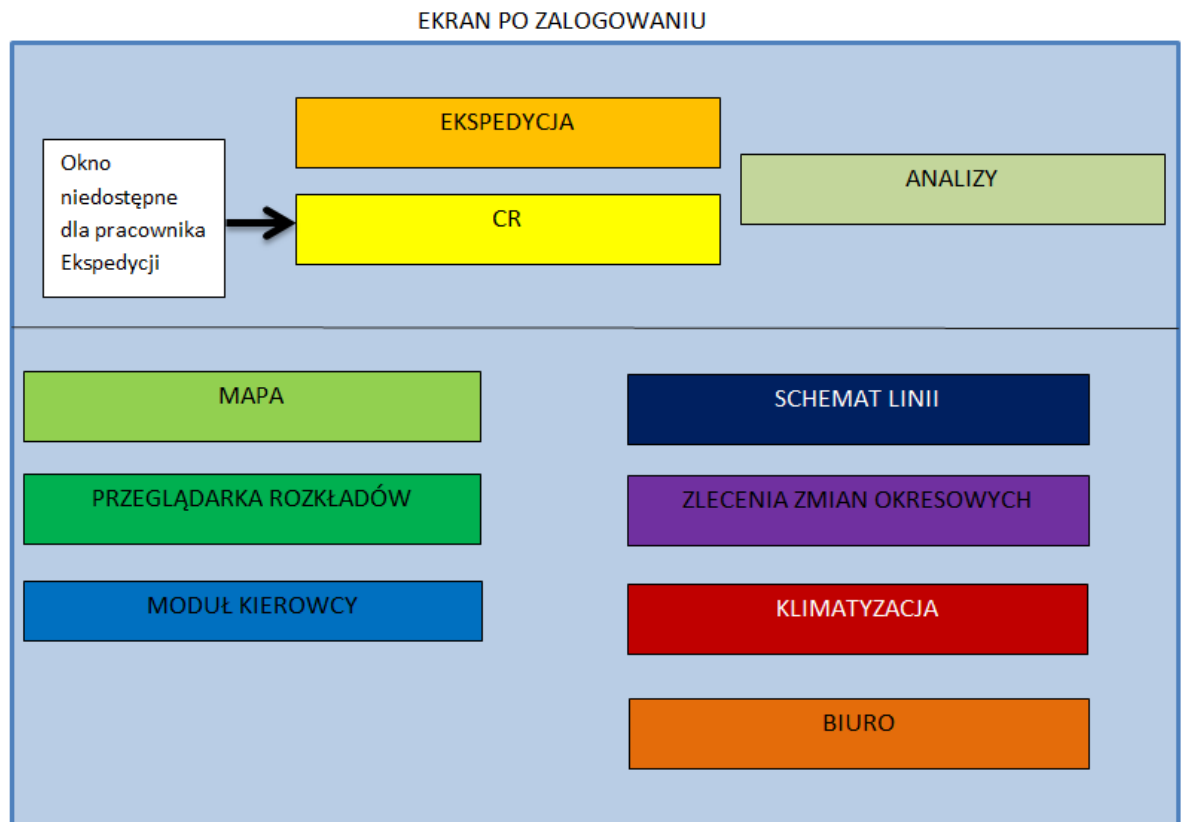 EKRAN PO ZALOGOWANIU
EKSPEDYCJA
Okno
niedostępne
dla pracownika
Ekspedycji
CR
ANALIZY
MAPA
SCHEMAT LINII
PRZEGLĄDARKA ROZKŁADÓW
ZLECENIA ZMIAN OKRESOWYCH
MODUŁ KIEROWCY
KLIMATYZACJA
BIURO